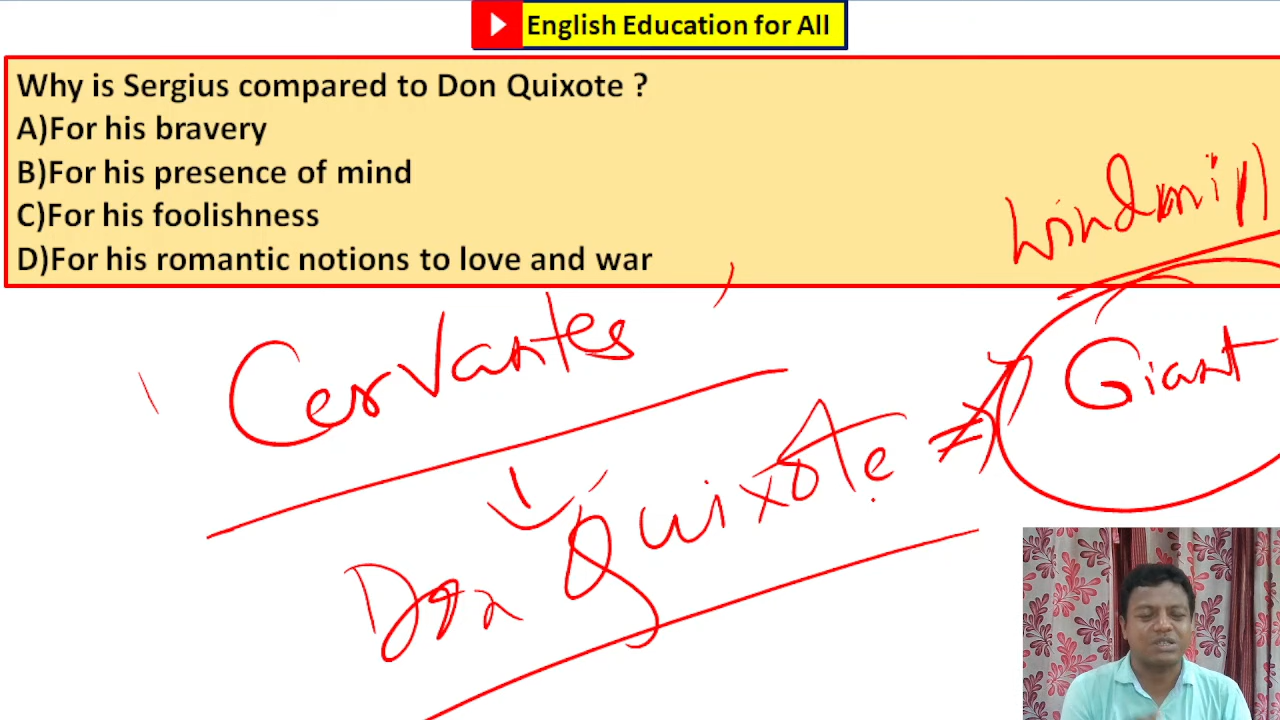 English Education for All
Why is Sergius compared to Don Quixote ?
A)For his bravery
B)For his presence of mind
C)For his foolishness
D)For his romantic notions to love and war
Windmill
Cervantes
Giant
Don Quixote